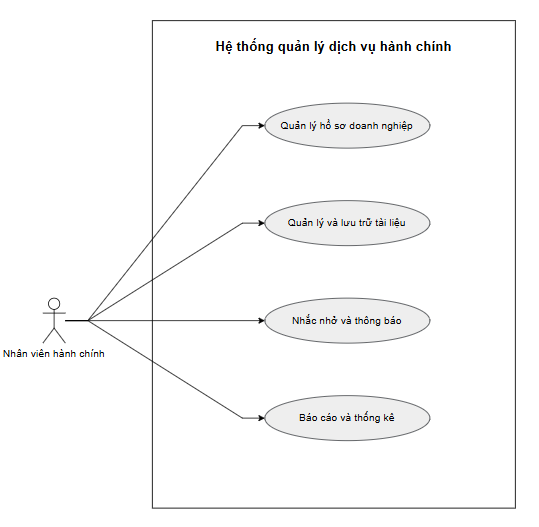 Hệ thống quản lý dịch vụ hành chính
Quản lý hồ sơ doanh nghiệp
Quản lý và lưu trữ tài liệu
Nhắc nhở và thông báo
Nhân viên hành chính
Báo cáo và thống kê